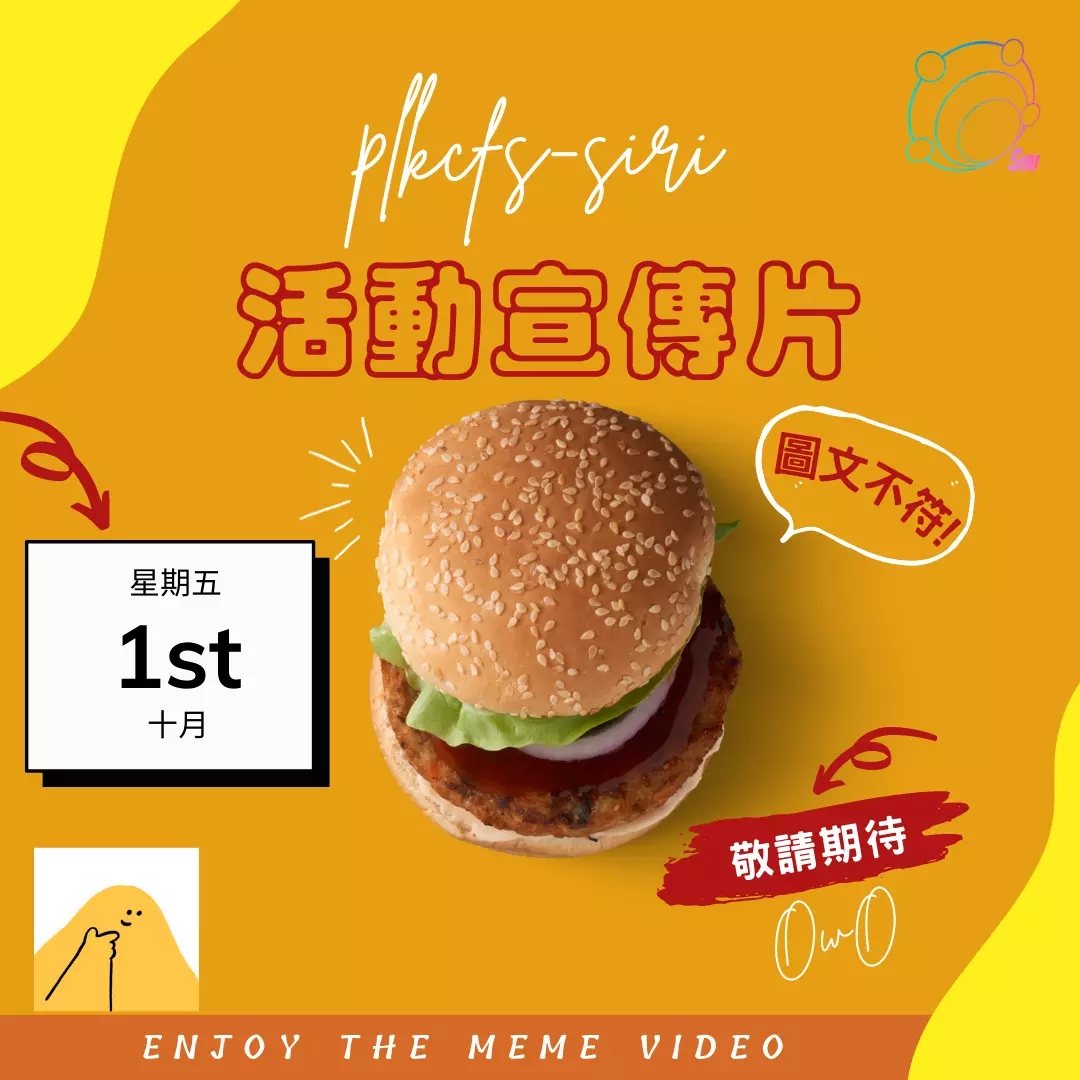 plkcfs-siri
SIRI
活動宣傳片
圖文不符!
星期五
1st
十月
敬請期待
OwO
ENJOY THE MEME VIDEO